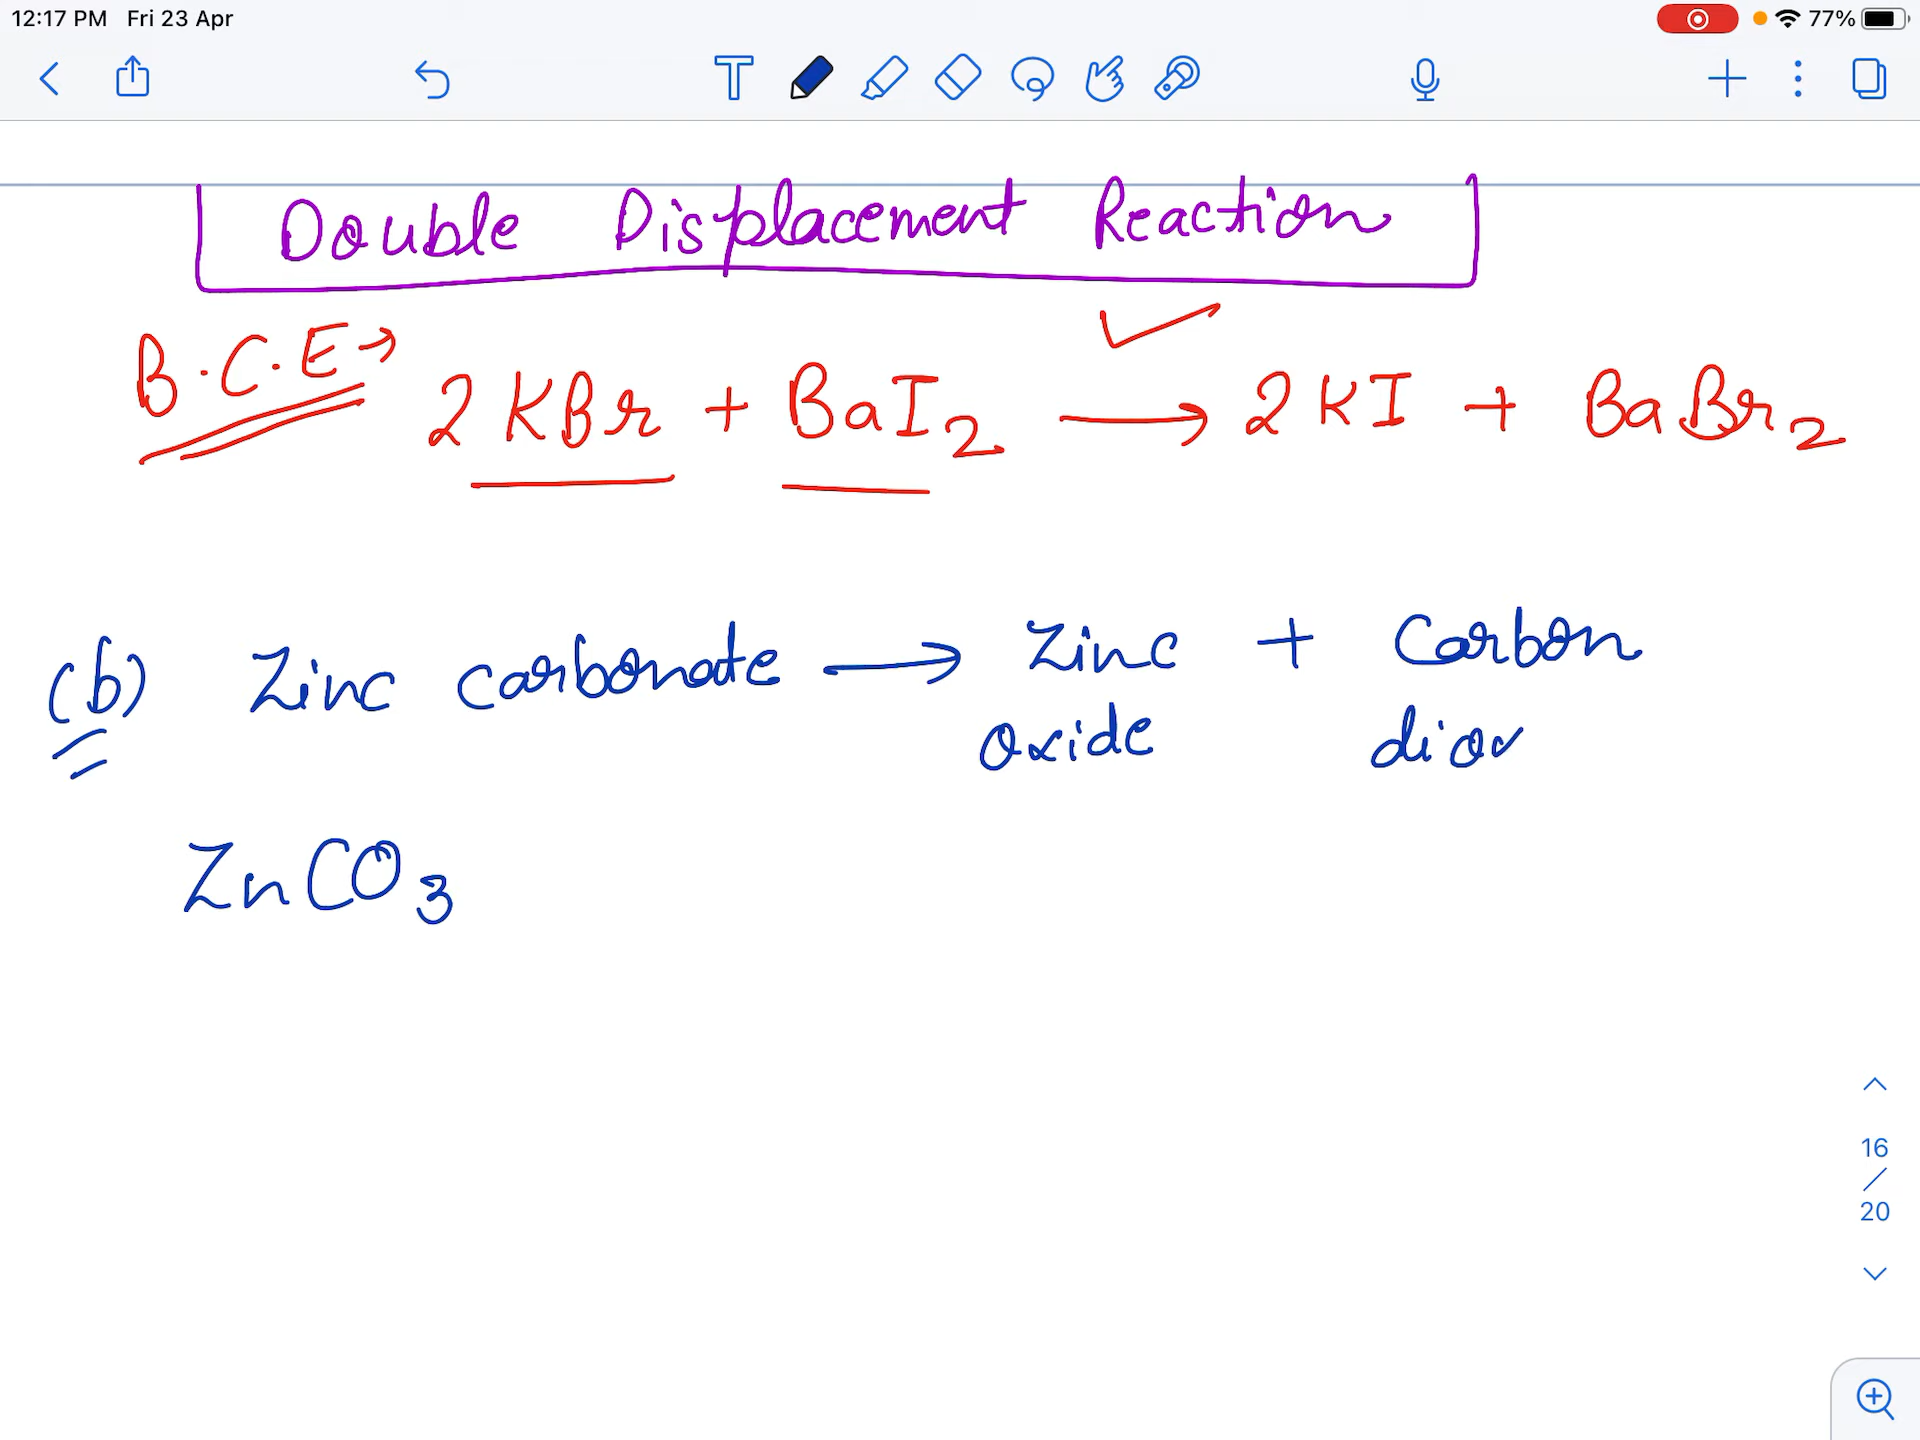 12:17 PM Fri 23 Apr 77%
T
Double Displacement Reaction
B.C.E → 2 KBr + BaI₂ ⟶ 2 KI + BaBr₂
(b) Zinc carbonate ⟶ Zinc + Carbon
oxide diox
ZnCO₃
16
/
20